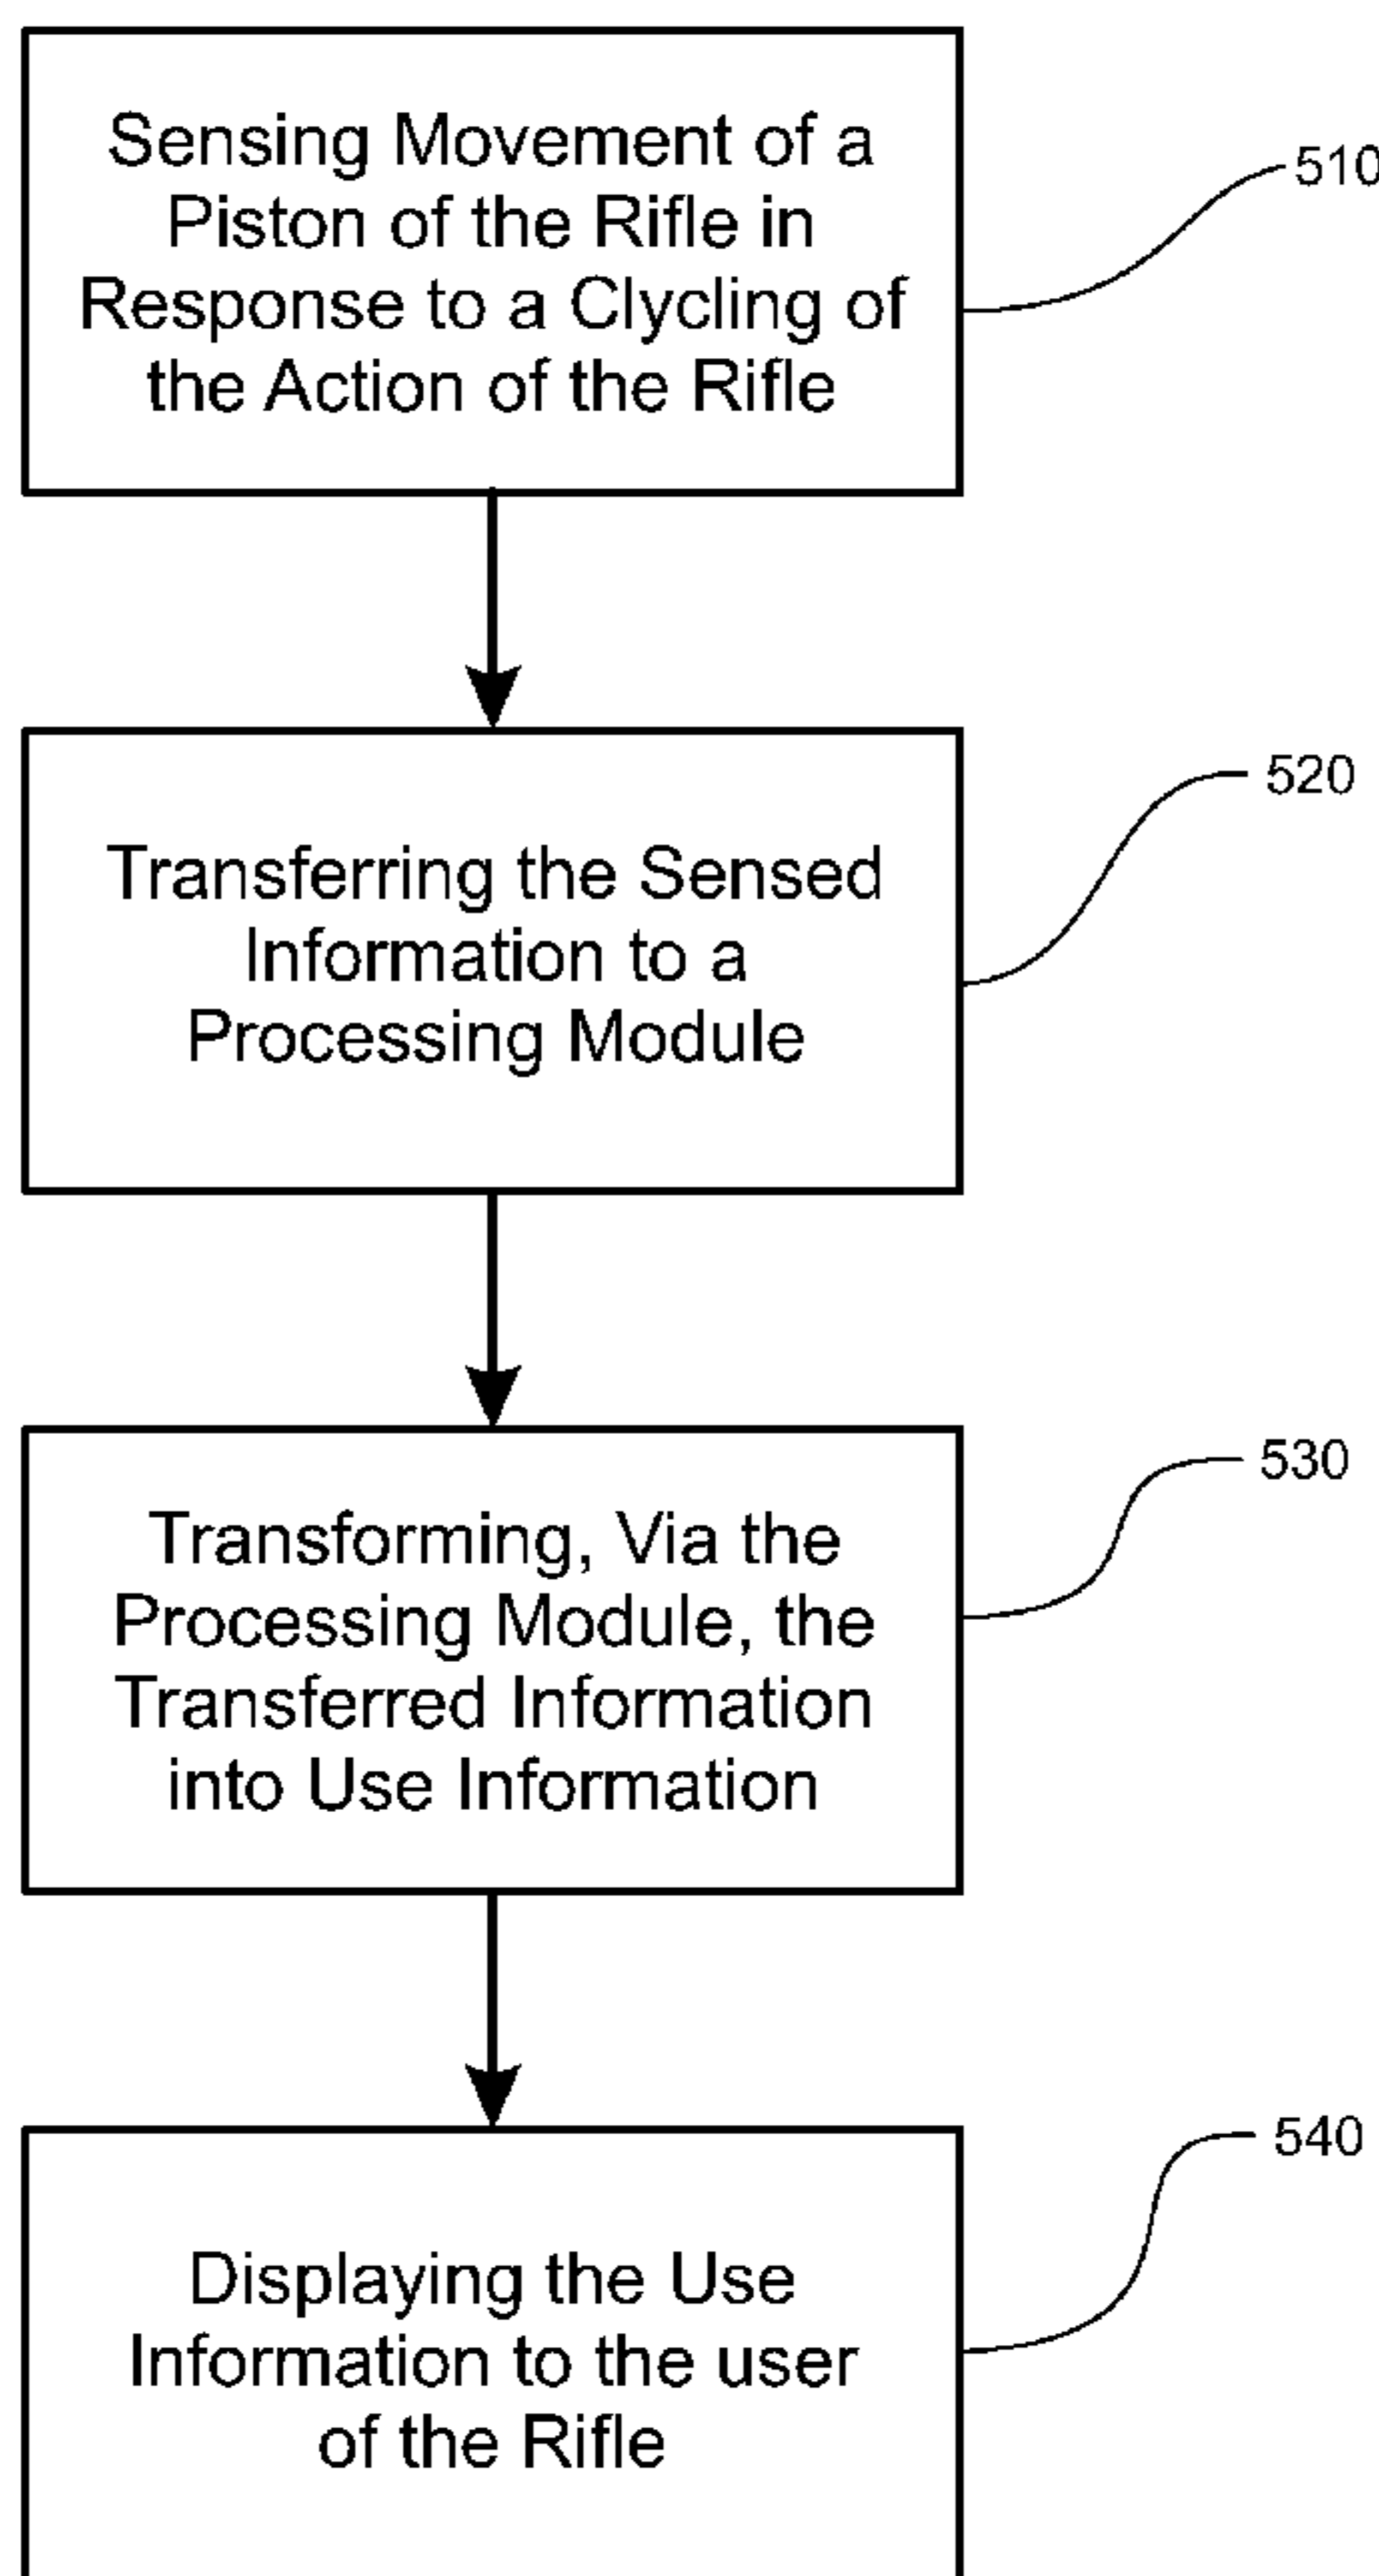 Sensing Movement of a
Piston of the Rifle in
Response to a Clycling of
the Action of the Rifle
510
Transferring the Sensed
Information to a
Processing Module
520
Transforming, Via the
Processing Module, the
Transferred Information
into Use Information
530
Displaying the Use
Information to the user
of the Rifle
540